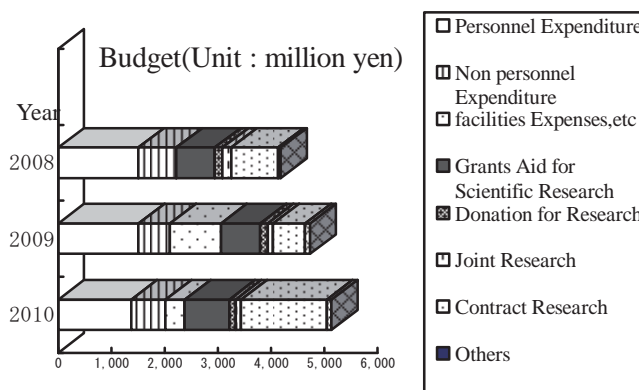 Budget(Unit : million yen)
Year
2008
2009
2010
0 1,000 2,000 3,000 4,000 5,000 6,000
Personnel Expenditure
Non personnel
Expenditure
facilities Expenses,etc
Grants Aid for
Scientific Research
Donation for Research
Joint Research
Contract Research
Others